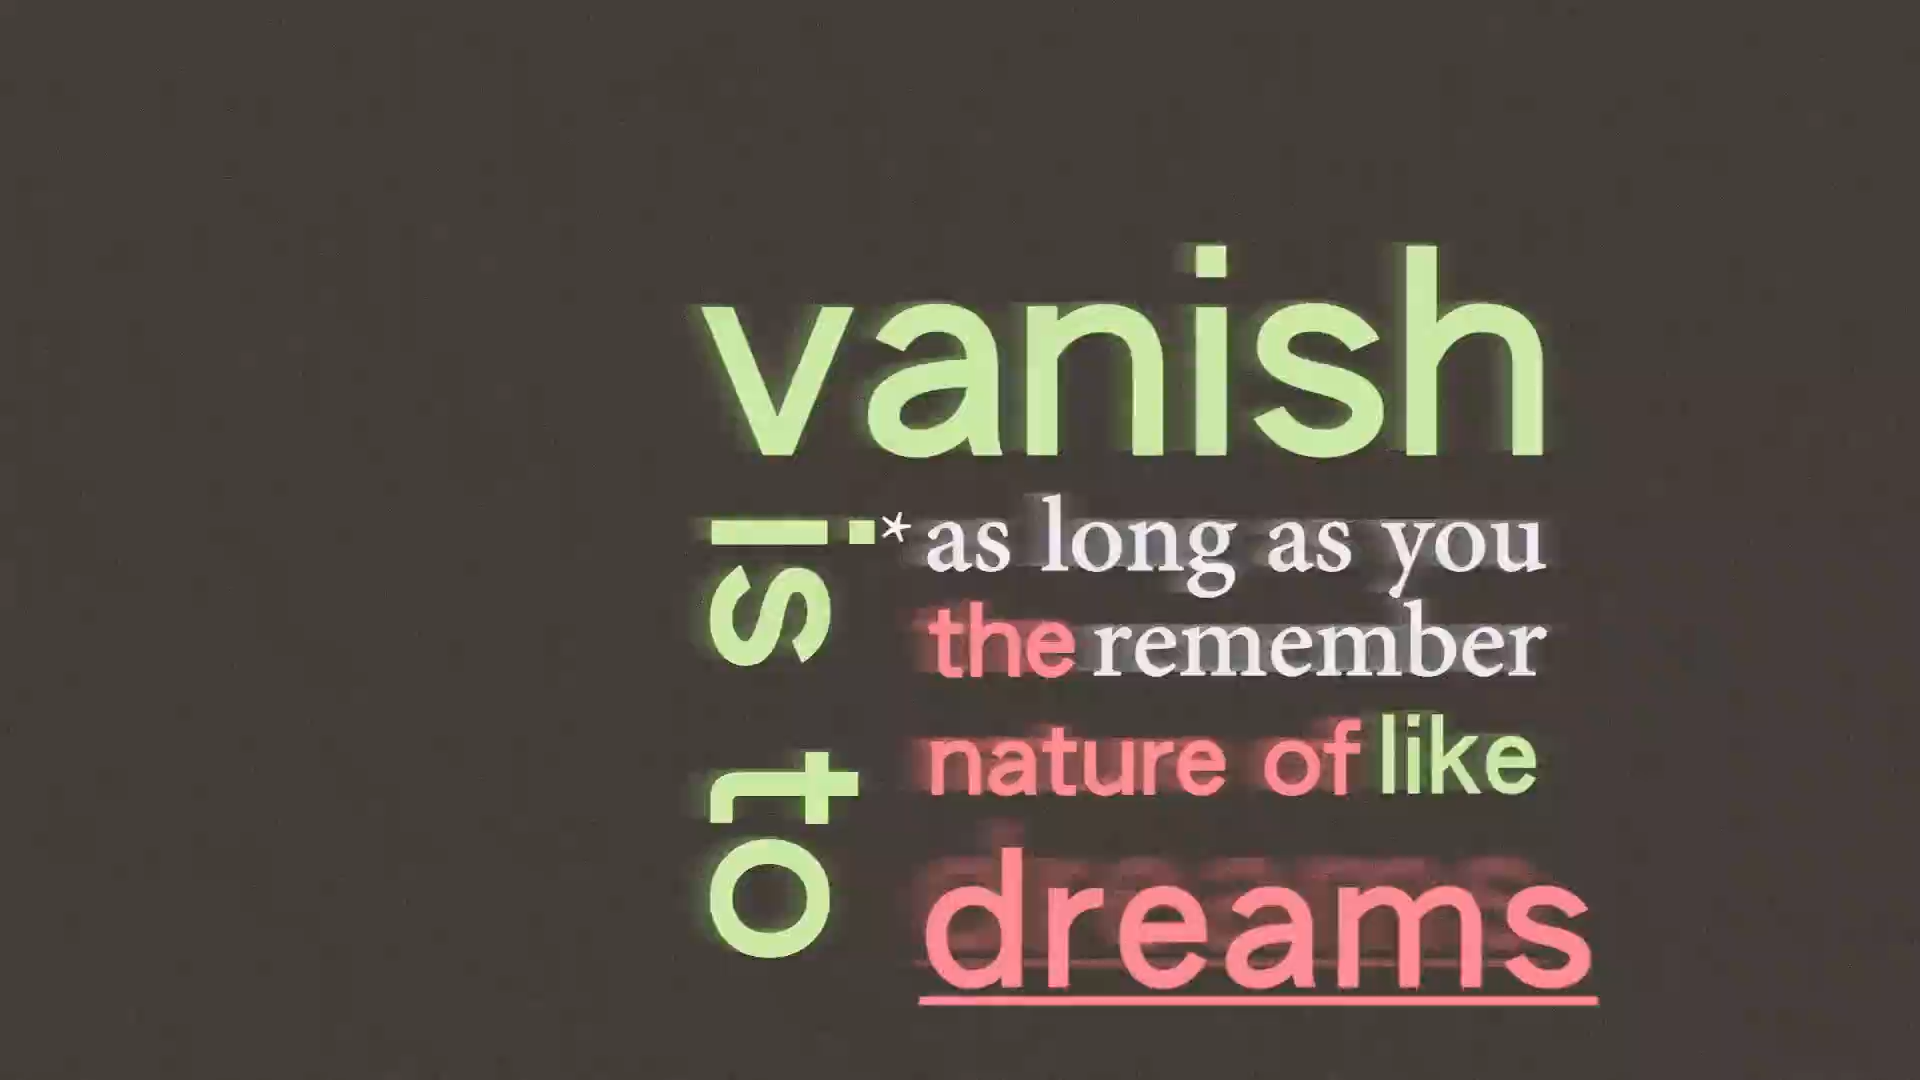 vanish
is to
*as long as you
the remember
nature of like
dreams